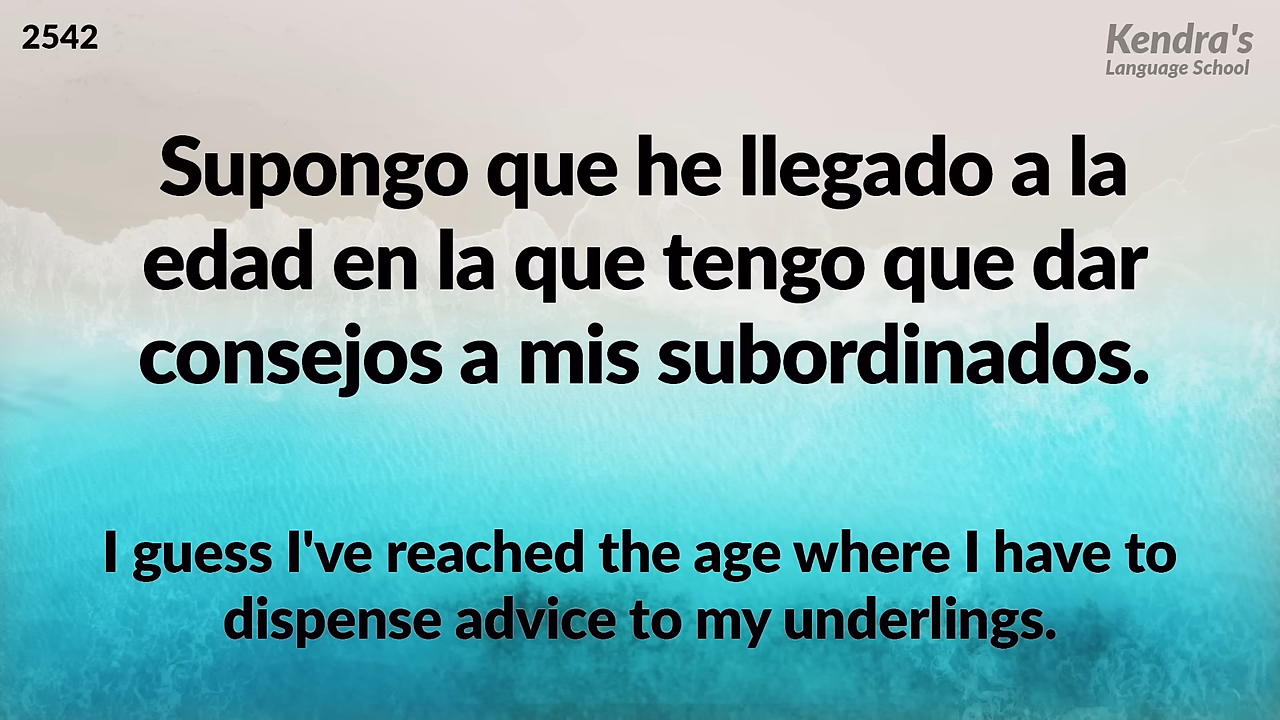 2542
Kendra's
Language School
Supongo que he llegado a la
edad en la que tengo que dar
consejos a mis subordinados.
I guess I've reached the age where I have to
dispense advice to my underlings.